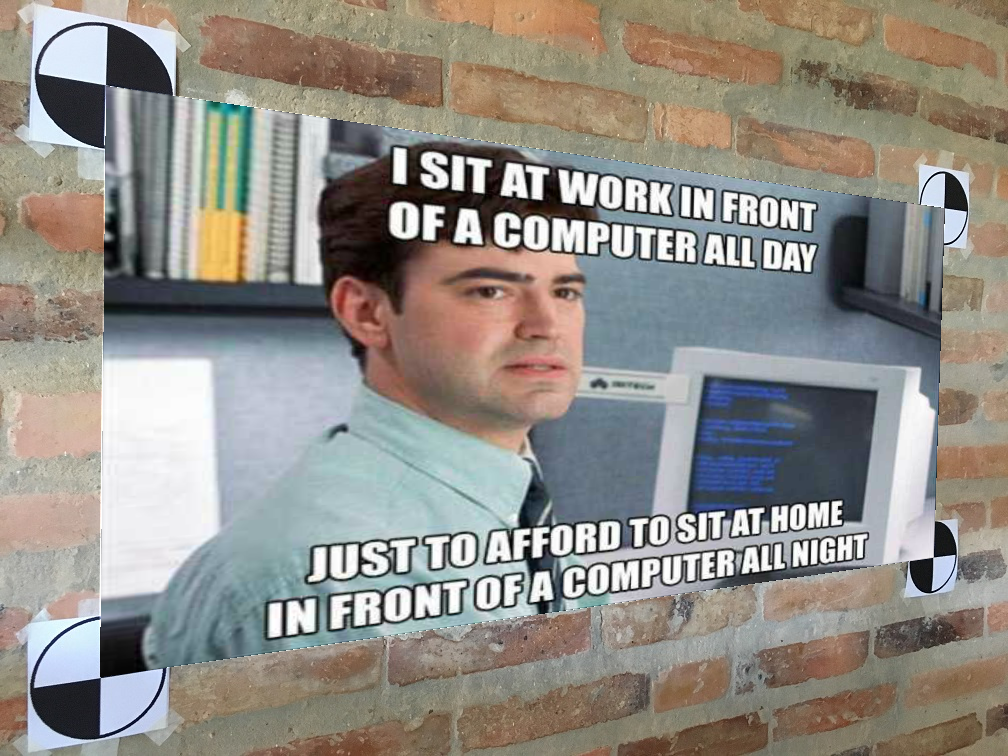 I SIT AT WORK IN FRONT
OF A COMPUTER ALL DAY
INITECH
JUST TO AFFORD TO SIT AT HOME
IN FRONT OF A COMPUTER ALL NIGHT